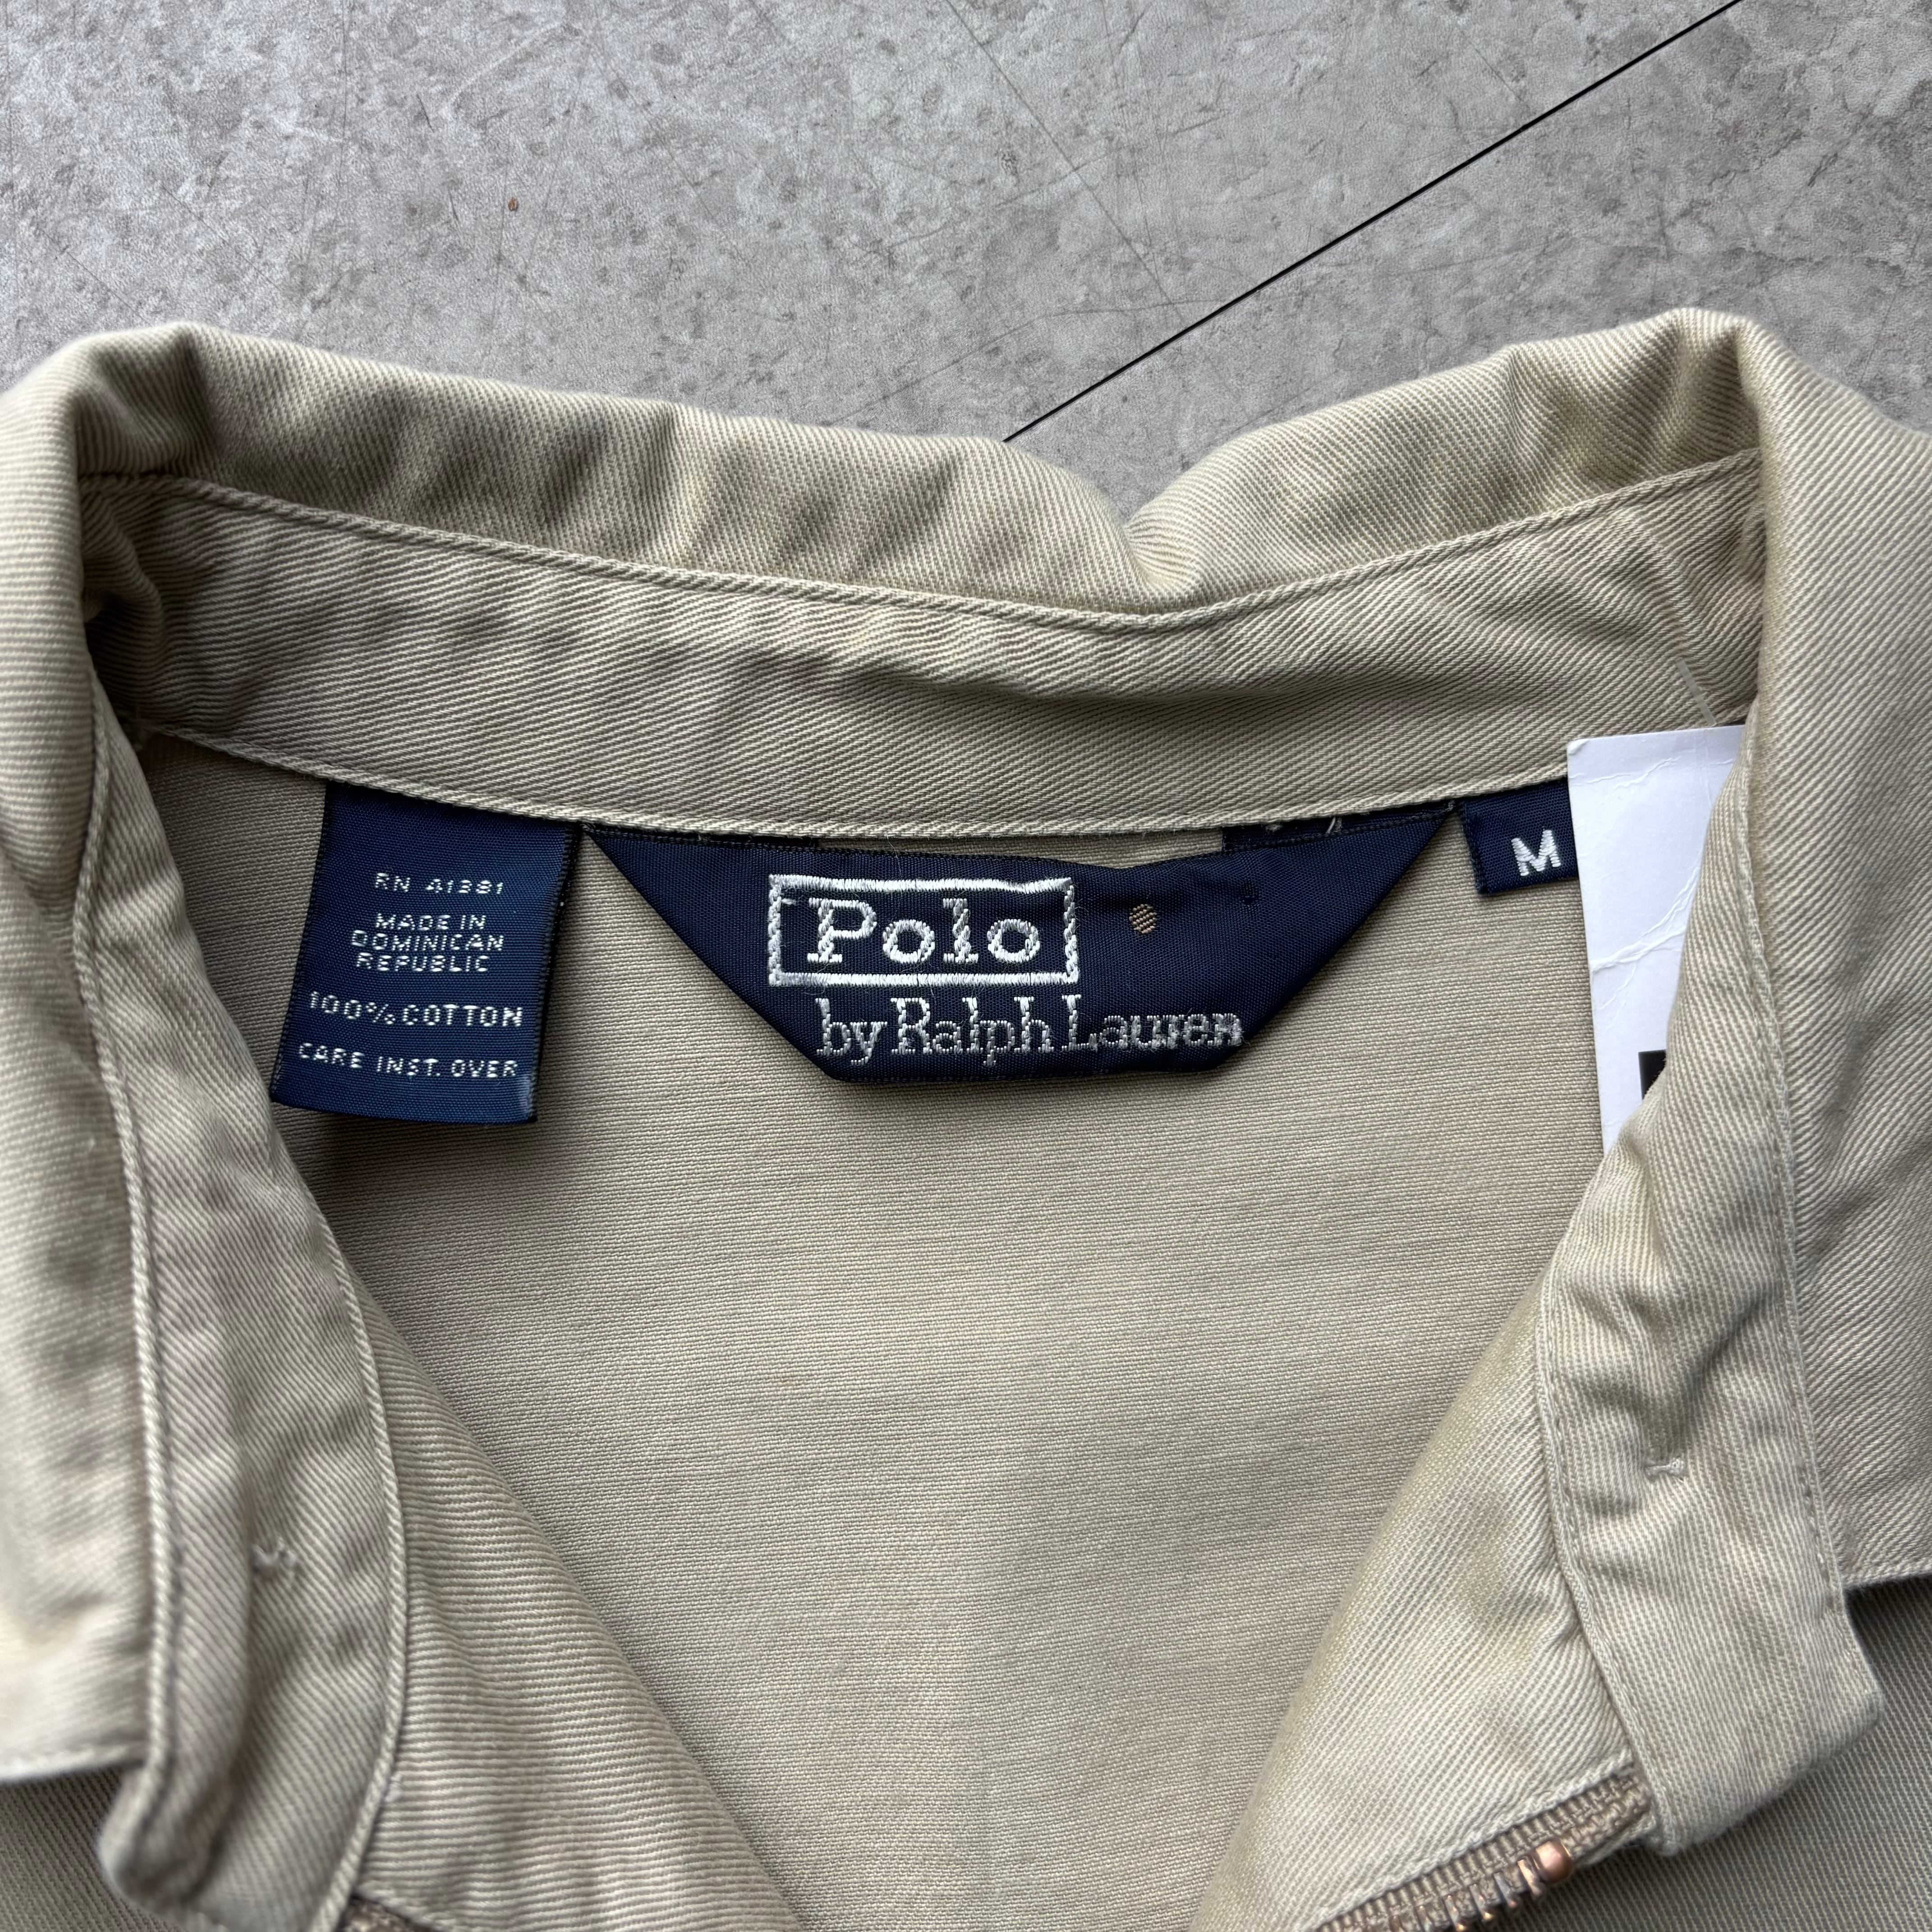 RN 41381
MADE IN
DOMINICAN
REPUBLIC
100% COTTON
CARE INST. OVER
Polo
by Ralph Lauren
M